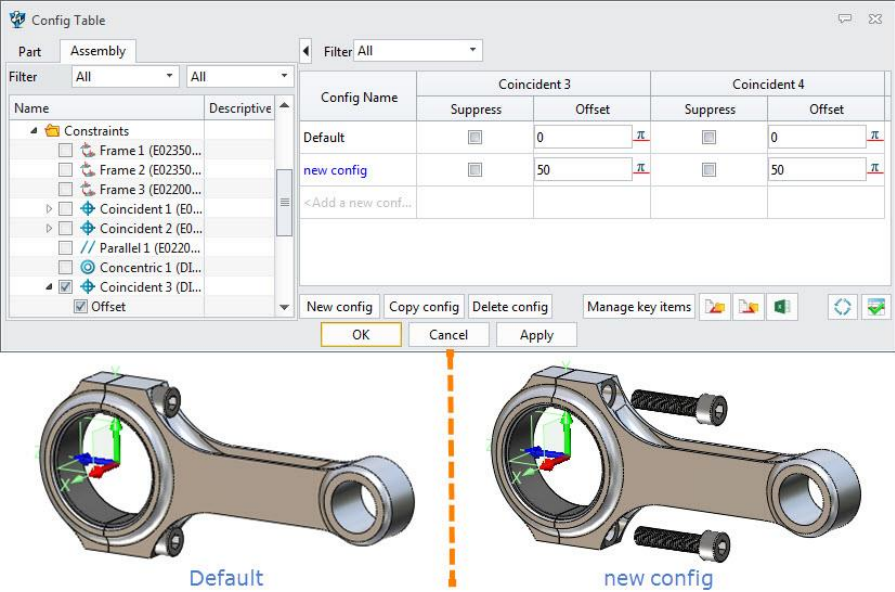 Config Table
Part Assembly
Filter All All
Name Descriptive
Constraints
Frame 1 (E02350...
Frame 2 (E02350...
Frame 3 (E02200...
Coincident 1 (E0...
Coincident 2 (E0...
Parallel 1 (E0220...
Concentric 1 (DI...
Coincident 3 (DI...
Offset
Filter All
Config Name Coincident 3 Coincident 4
Suppress Offset Suppress Offset
Default 0 π 0 π
new config 50 π 50 π
<Add a new conf...
New config Copy config Delete config Manage key items
OK Cancel Apply
Y Y
Z Z
X X
Default new config